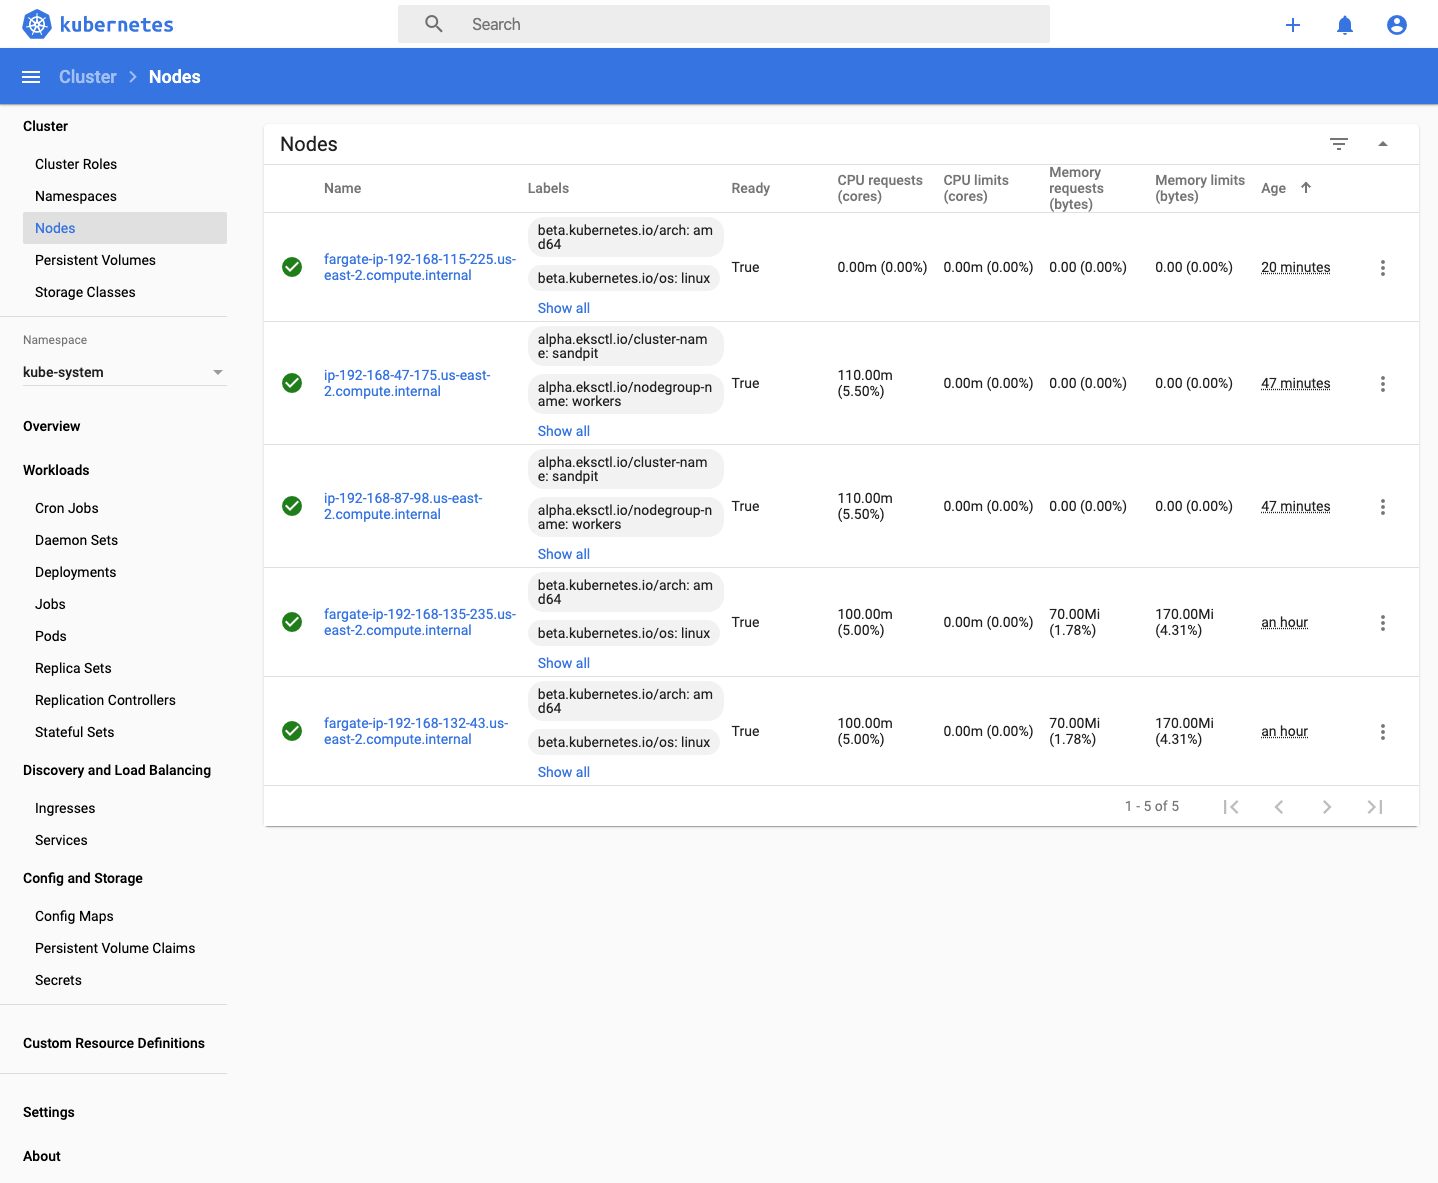 kubernetes
Search
Cluster
Nodes
Cluster
Cluster Roles
Namespaces
Nodes
Persistent Volumes
Storage Classes
Namespace
kube-system
Overview
Workloads
Cron Jobs
Daemon Sets
Deployments
Jobs
Pods
Replica Sets
Replication Controllers
Stateful Sets
Discovery and Load Balancing
Ingresses
Services
Config and Storage
Config Maps
Persistent Volume Claims
Secrets
Custom Resource Definitions
Settings
About
Nodes
Name
Labels
Ready
CPU requests
(cores)
CPU limits
(cores)
Memory
requests
(bytes)
Memory limits
(bytes)
Age
fargate-ip-192-168-115-225.us-
east-2.compute.internal
beta.kubernetes.io/arch: am
d64
beta.kubernetes.io/os: linux
Show all
True
0.00m (0.00%)
0.00m (0.00%)
0.00 (0.00%)
0.00 (0.00%)
20 minutes
ip-192-168-47-175.us-east-
2.compute.internal
alpha.eksctl.io/cluster-nam
e: sandpit
alpha.eksctl.io/nodegroup-n
ame: workers
Show all
True
110.00m
(5.50%)
0.00m (0.00%)
0.00 (0.00%)
0.00 (0.00%)
47 minutes
ip-192-168-87-98.us-east-
2.compute.internal
alpha.eksctl.io/cluster-nam
e: sandpit
alpha.eksctl.io/nodegroup-n
ame: workers
Show all
True
110.00m
(5.50%)
0.00m (0.00%)
0.00 (0.00%)
0.00 (0.00%)
47 minutes
fargate-ip-192-168-135-235.us-
east-2.compute.internal
beta.kubernetes.io/arch: am
d64
beta.kubernetes.io/os: linux
Show all
True
100.00m
(5.00%)
0.00m (0.00%)
70.00Mi
(1.78%)
170.00Mi
(4.31%)
an hour
fargate-ip-192-168-132-43.us-
east-2.compute.internal
beta.kubernetes.io/arch: am
d64
beta.kubernetes.io/os: linux
Show all
True
100.00m
(5.00%)
0.00m (0.00%)
70.00Mi
(1.78%)
170.00Mi
(4.31%)
an hour
1 - 5 of 5